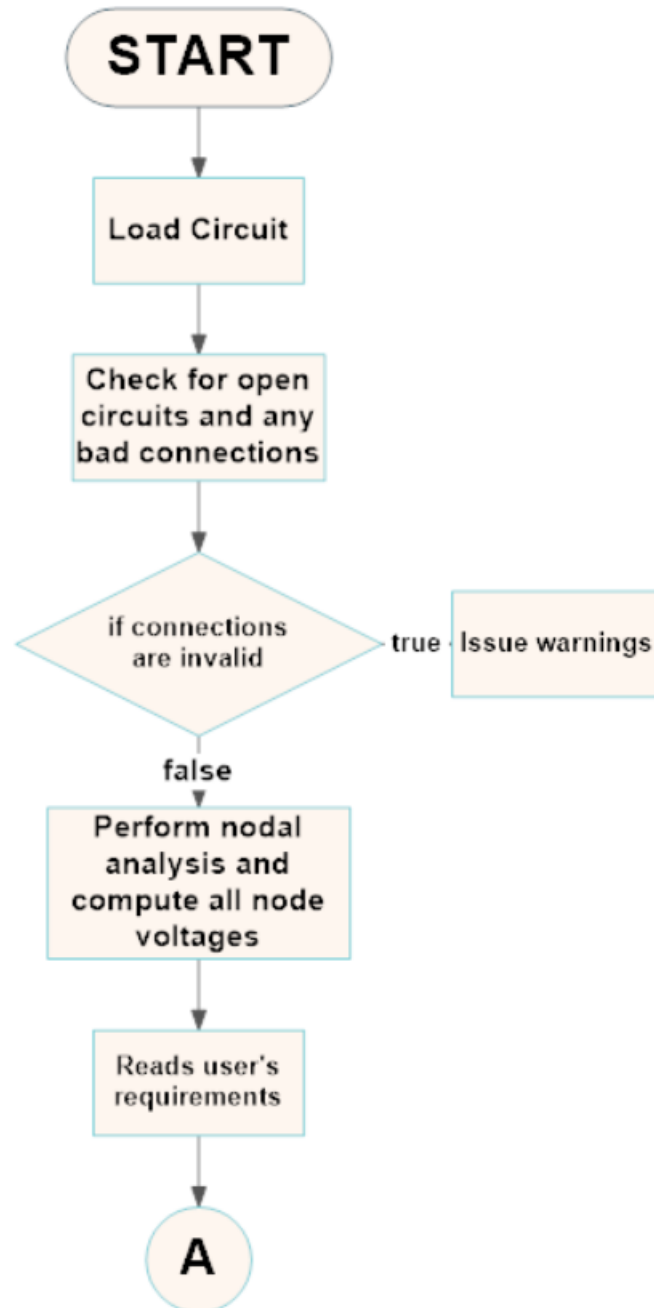 START
Load Circuit
Check for open
circuits and any
bad connections
if connections
are invalid
true
Issue warnings
false
Perform nodal
analysis and
compute all node
voltages
Reads user's
requirements
A